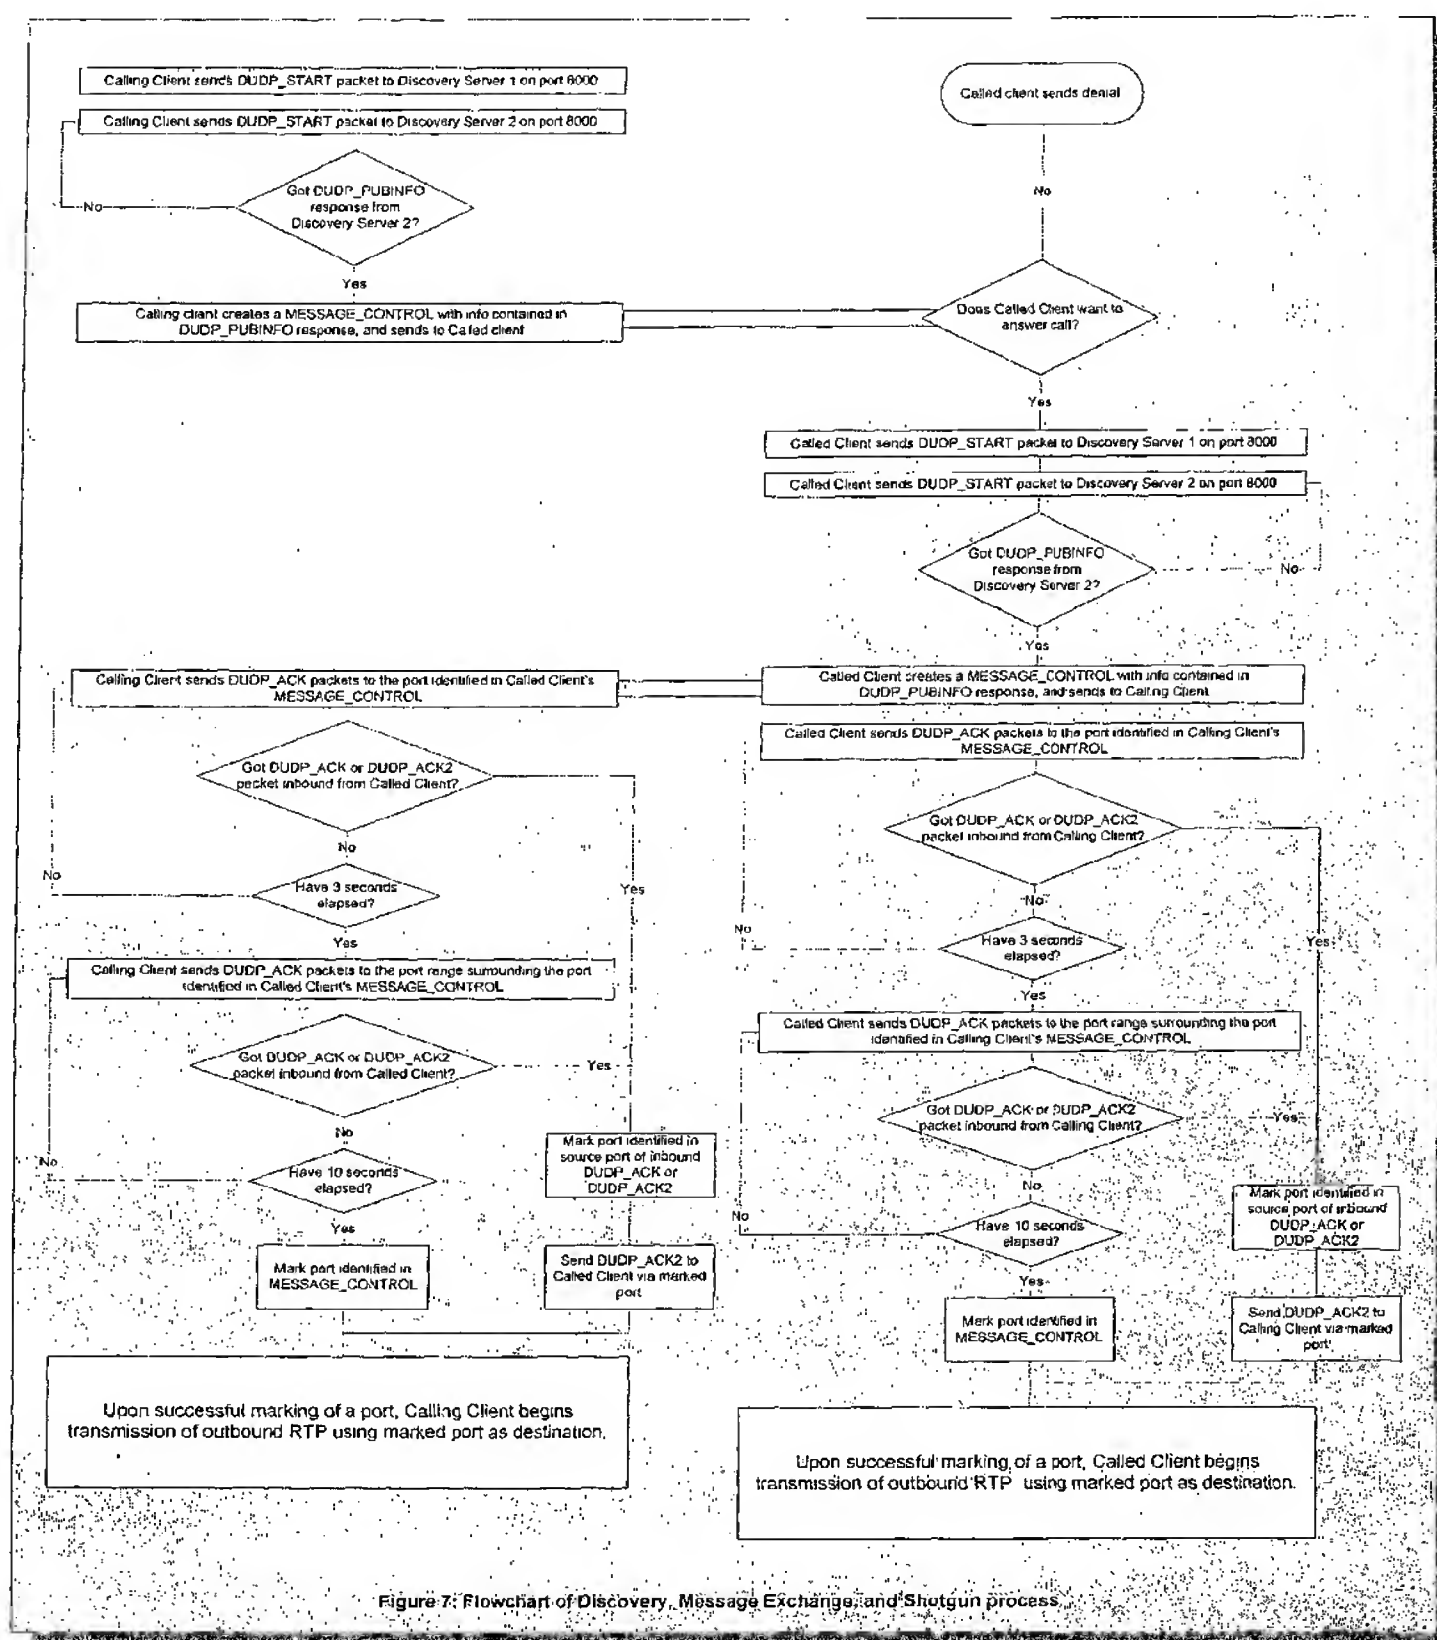 Calling Client sends DUDP_START packet to Discovery Server 1 on port 8000
Calling Client sends DUDP_START packet to Discovery Server 2 on port 8000
Got DUDP_PUBINFO
response from
Discovery Server 2?
No
Yes
Calling client creates a MESSAGE_CONTROL with info contained in
DUDP_PUBINFO response, and sends to Called client
Called client sends denial
No
Does Called Client want to
answer call?
Yes
Called Client sends DUDP_START packet to Discovery Server 1 on port 8000
Called Client sends DUDP_START packet to Discovery Server 2 on port 8000
Got DUDP_PUBINFO
response from
Discovery Server 2?
No
Yes
Called Client creates a MESSAGE_CONTROL with info contained in
DUDP_PUBINFO response, and sends to Calling Client
Calling Client sends DUDP_ACK packets to the port identified in Called Client's
MESSAGE_CONTROL
Got DUDP_ACK or DUDP_ACK2
packet inbound from Called Client?
No
Have 3 seconds
elapsed?
No
Yes
Yes
Calling Client sends DUDP_ACK packets to the port range surrounding the port
identified in Called Client's MESSAGE_CONTROL
Got DUDP_ACK or DUDP_ACK2
packet inbound from Called Client?
Yes
No
Have 10 seconds
elapsed?
No
Yes
Mark port identified in
MESSAGE_CONTROL
Mark port identified in
source port of inbound
DUDP_ACK or
DUDP_ACK2
Send DUDP_ACK2 to
Called Client via marked
port
Upon successful marking of a port, Calling Client begins
transmission of outbound RTP using marked port as destination.
Called Client sends DUDP_ACK packets to the port identified in Calling Client's
MESSAGE_CONTROL
Got DUDP_ACK or DUDP_ACK2
packet inbound from Calling Client?
No
Have 3 seconds
elapsed?
No
Yes
Yes
Called Client sends DUDP_ACK packets to the port range surrounding the port
identified in Calling Client's MESSAGE_CONTROL
Got DUDP_ACK or DUDP_ACK2
packet inbound from Calling Client?
Yes
No
Have 10 seconds
elapsed?
No
Yes
Mark port identified in
MESSAGE_CONTROL
Mark port identified in
source port of inbound
DUDP_ACK or
DUDP_ACK2
Send DUDP_ACK2 to
Calling Client via marked
port
Upon successful marking of a port, Called Client begins
transmission of outbound RTP using marked port as destination.
Figure 7: Flowchart of Discovery, Message Exchange, and Shotgun process